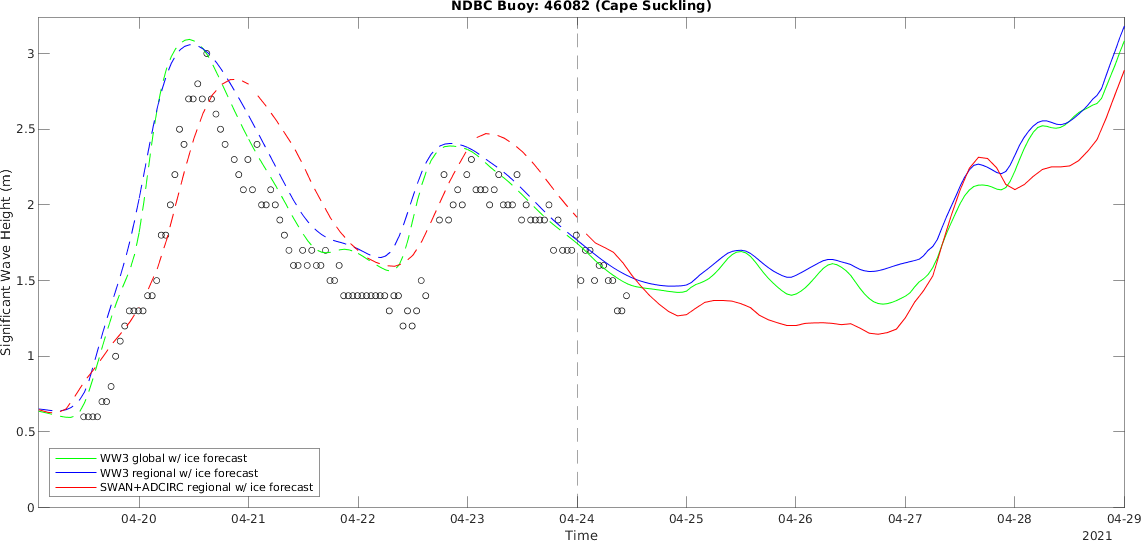 NDBC Buoy: 46082 (Cape Suckling)
Significant Wave Height (m)
3
2.5
2
1.5
1
0.5
0
WW3 global w/ ice forecast
WW3 regional w/ ice forecast
SWAN+ADCIRC regional w/ ice forecast
04-20 04-21 04-22 04-23 04-24 04-25 04-26 04-27 04-28 04-29
Time
2021